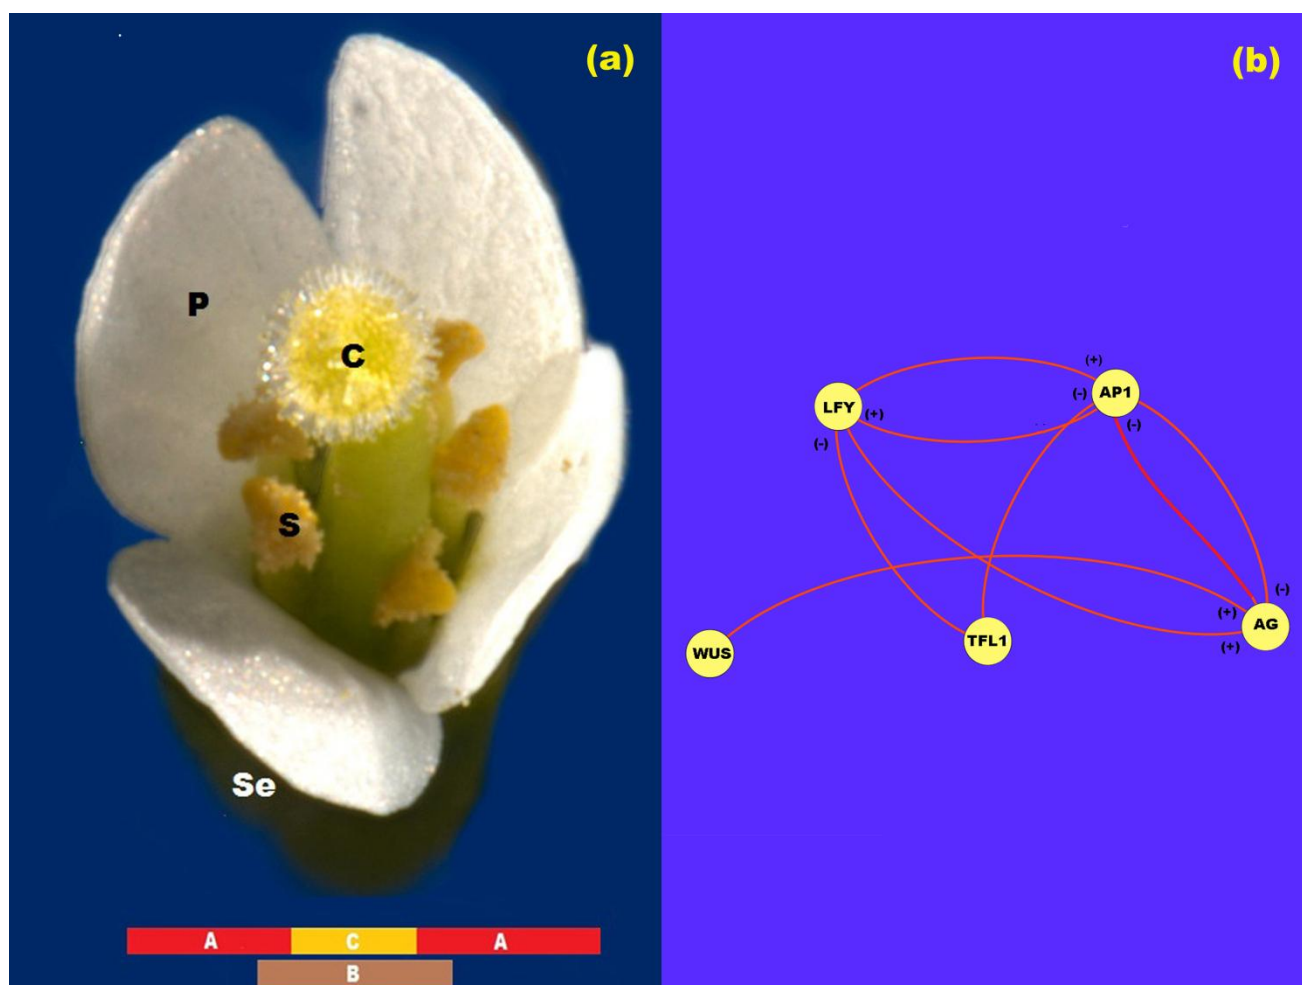 (a)
P
C
S
Se
A C A
B
(b)
(+)
(-) AP1
LFY (+)
(-)
(-)
WUS
TFL1
(-)
(+)
AG
(+)